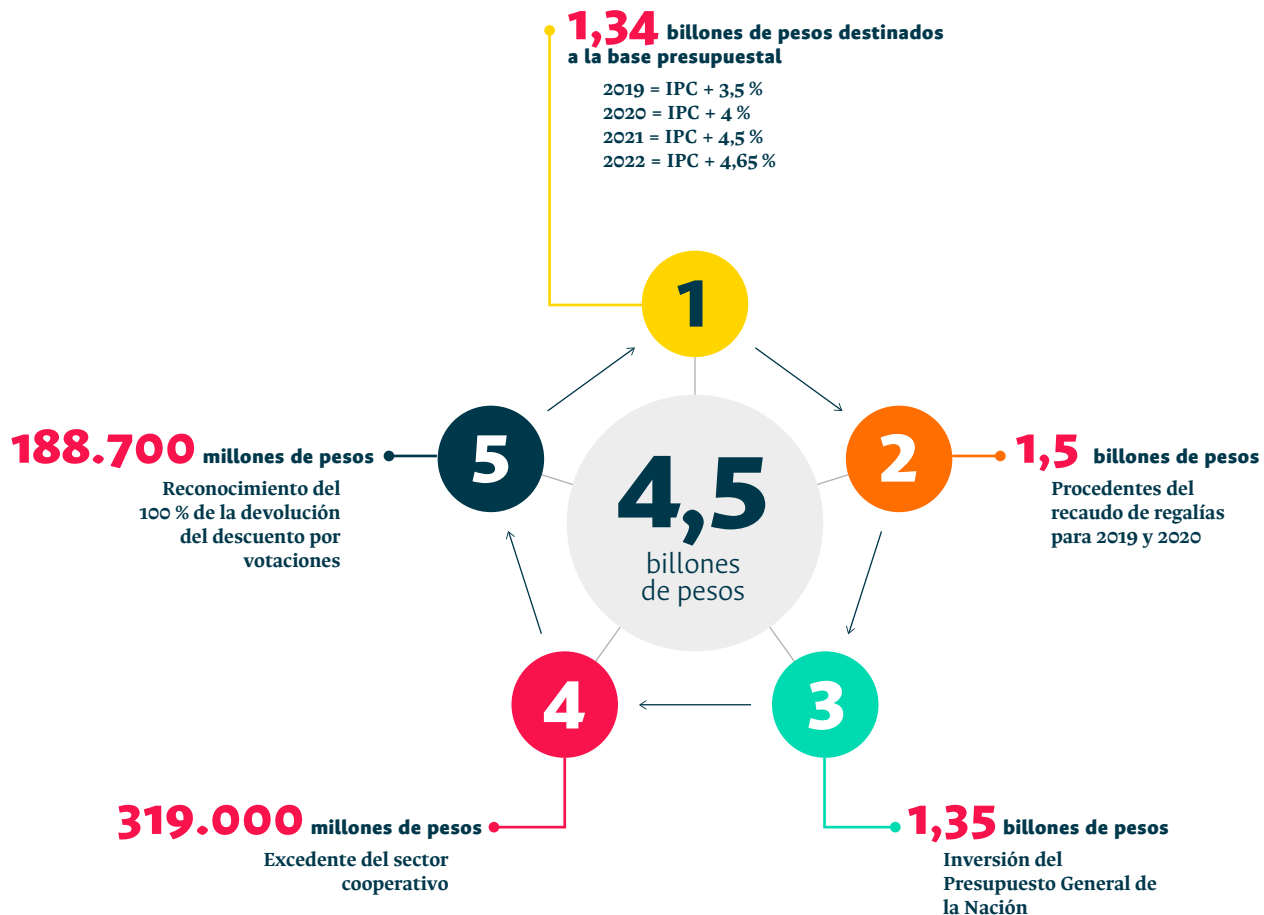 1,34 billones de pesos destinados
a la base presupuestal
2019 = IPC + 3,5 %
2020 = IPC + 4 %
2021 = IPC + 4,5 %
2022 = IPC + 4,65 %
1
2
1,5 billones de pesos
Procedentes del
recaudo de regalías
para 2019 y 2020
3
1,35 billones de pesos
Inversión del
Presupuesto General de
la Nación
4
319.000 millones de pesos
Excedente del sector
cooperativo
5
188.700 millones de pesos
Reconocimiento del
100 % de la devolución
del descuento por
votaciones
4,5
billones
de pesos